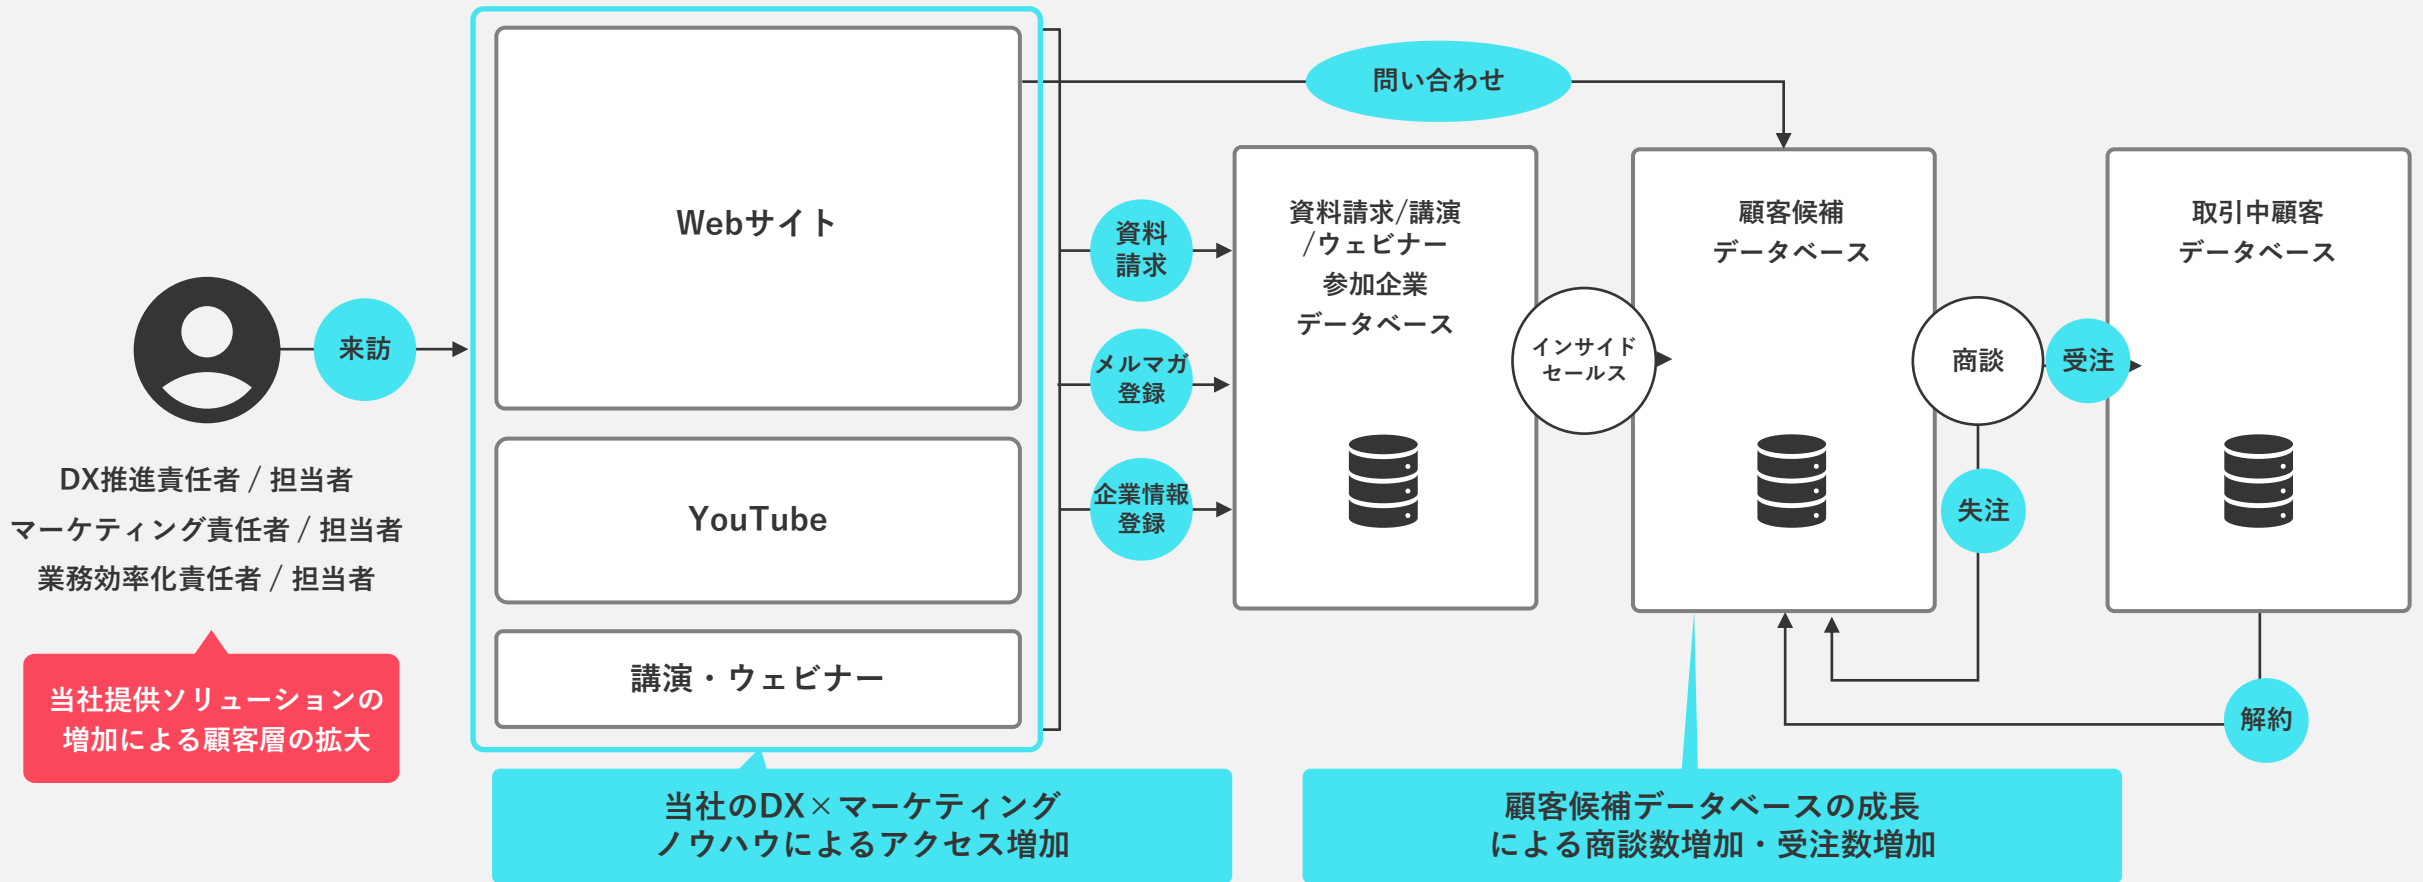 Webサイト
YouTube
講演・ウェビナー
来訪
DX推進責任者 / 担当者
マーケティング責任者 / 担当者
業務効率化責任者 / 担当者
当社提供ソリューションの
増加による顧客層の拡大
当社のDX×マーケティング
ノウハウによるアクセス増加
問い合わせ
資料
請求
メルマガ
登録
企業情報
登録
資料請求/講演
/ウェビナー
参加企業
データベース
インサイド
セールス
顧客候補
データベース
商談
受注
失注
取引中顧客
データベース
解約
顧客候補データベースの成長
による商談数増加・受注数増加